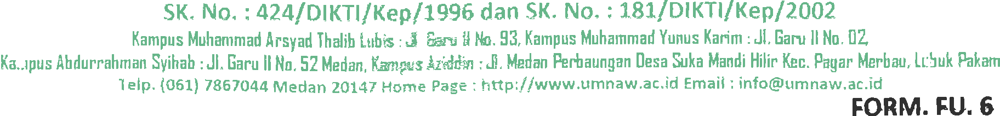 SK. No. : 424/DIKTI/Kep/1996 dan SK. No. : 181/DIKTI/Kep/2002
Kampus Muhammad Arsyad Thalib Lubis : Jl. Garu II No. 93, Kampus Muhammad Yunus Karim : Jl. Garu II No. 02,
Kampus Abdurrahman Syihab : Jl. Garu II No. 52 Medan, Kampus Aziddin : Jl. Medan Perbaungan Desa Suka Mandi Hilir Kec. Pagar Merbau, Lubuk Pakam
Telp. (061) 7867044 Medan 20147 Home Page : http://www.umnaw.ac.id Email : info@umnaw.ac.id
FORM. FU. 6